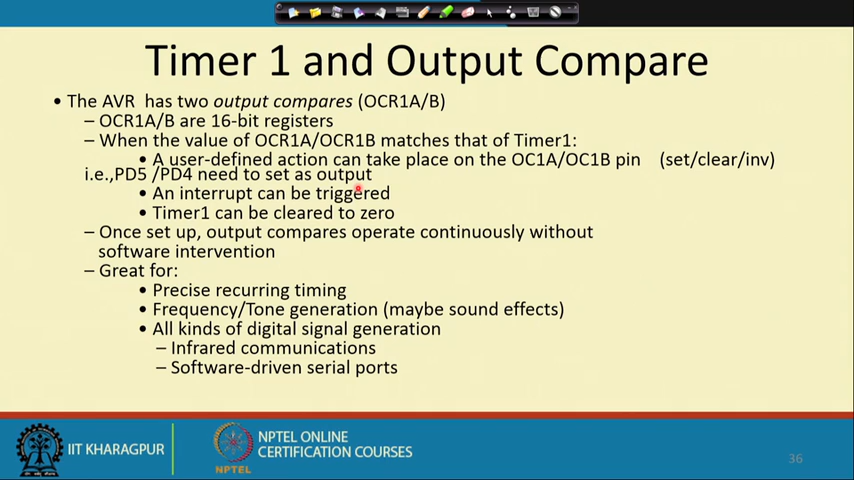 Timer 1 and Output Compare
• The AVR has two output compares (OCR1A/B)
– OCR1A/B are 16-bit registers
– When the value of OCR1A/OCR1B matches that of Timer1:
• A user-defined action can take place on the OC1A/OC1B pin (set/clear/inv)
i.e.,PD5 /PD4 need to set as output
• An interrupt can be triggered
• Timer1 can be cleared to zero
– Once set up, output compares operate continuously without
software intervention
– Great for:
• Precise recurring timing
• Frequency/Tone generation (maybe sound effects)
• All kinds of digital signal generation
– Infrared communications
– Software-driven serial ports
IIT KHARAGPUR
NPTEL
NPTEL ONLINE
CERTIFICATION COURSES
36